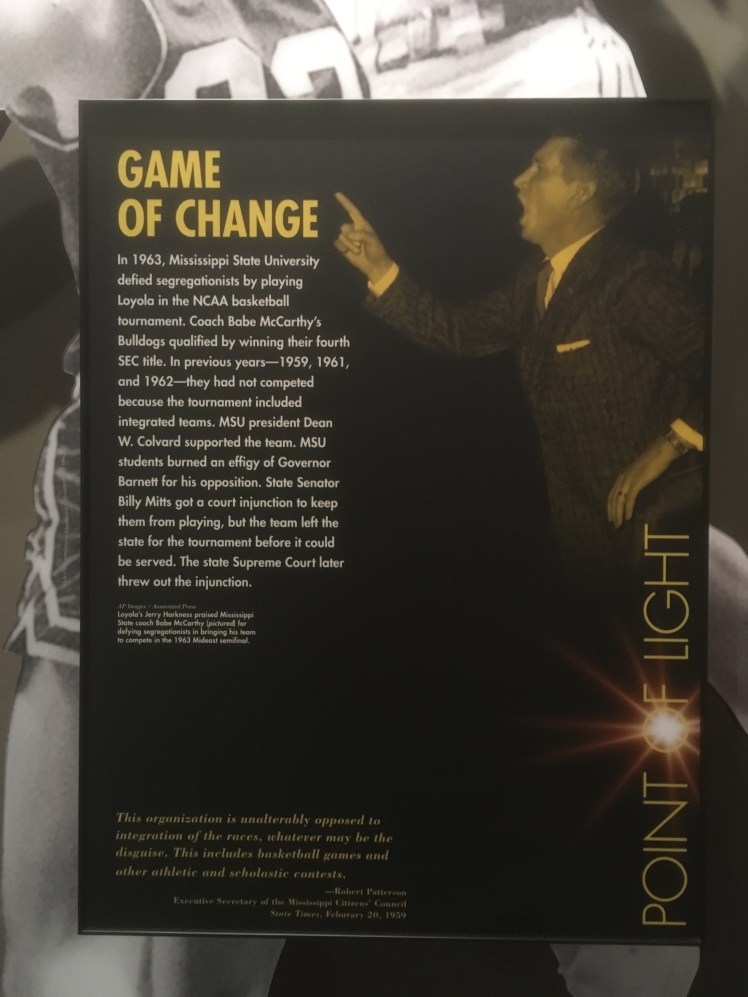 GAME
OF CHANGE
In 1963, Mississippi State University
defied segregationists by playing
Loyola in the NCAA basketball
tournament. Coach Babe McCarthy's
Bulldogs qualified by winning their fourth
SEC title. In previous years—1959, 1961,
and 1962—they had not competed
because the tournament included
integrated teams. MSU president Dean
W. Colvard supported the team. MSU
students burned an effigy of Governor
Barnett for his opposition. State Senator
Billy Mitts got a court injunction to keep
them from playing, but the team left the
state for the tournament before it could
be served. The state Supreme Court later
threw out the injunction.
AP Images / Associated Press
Loyola's Jerry Harkness praised Mississippi
State coach Babe McCarthy (pictured) for
defying segregationists in bringing his team
to compete in the 1963 Mideast semifinal.
This organization is unalterably opposed to
integration of the races, whatever may be the
disguise. This includes basketball games and
other athletic and scholastic contests.
—Robert Patterson
Executive Secretary of the Mississippi Citizens' Council
State Times, Feburary 20, 1959
POINT OF LIGHT